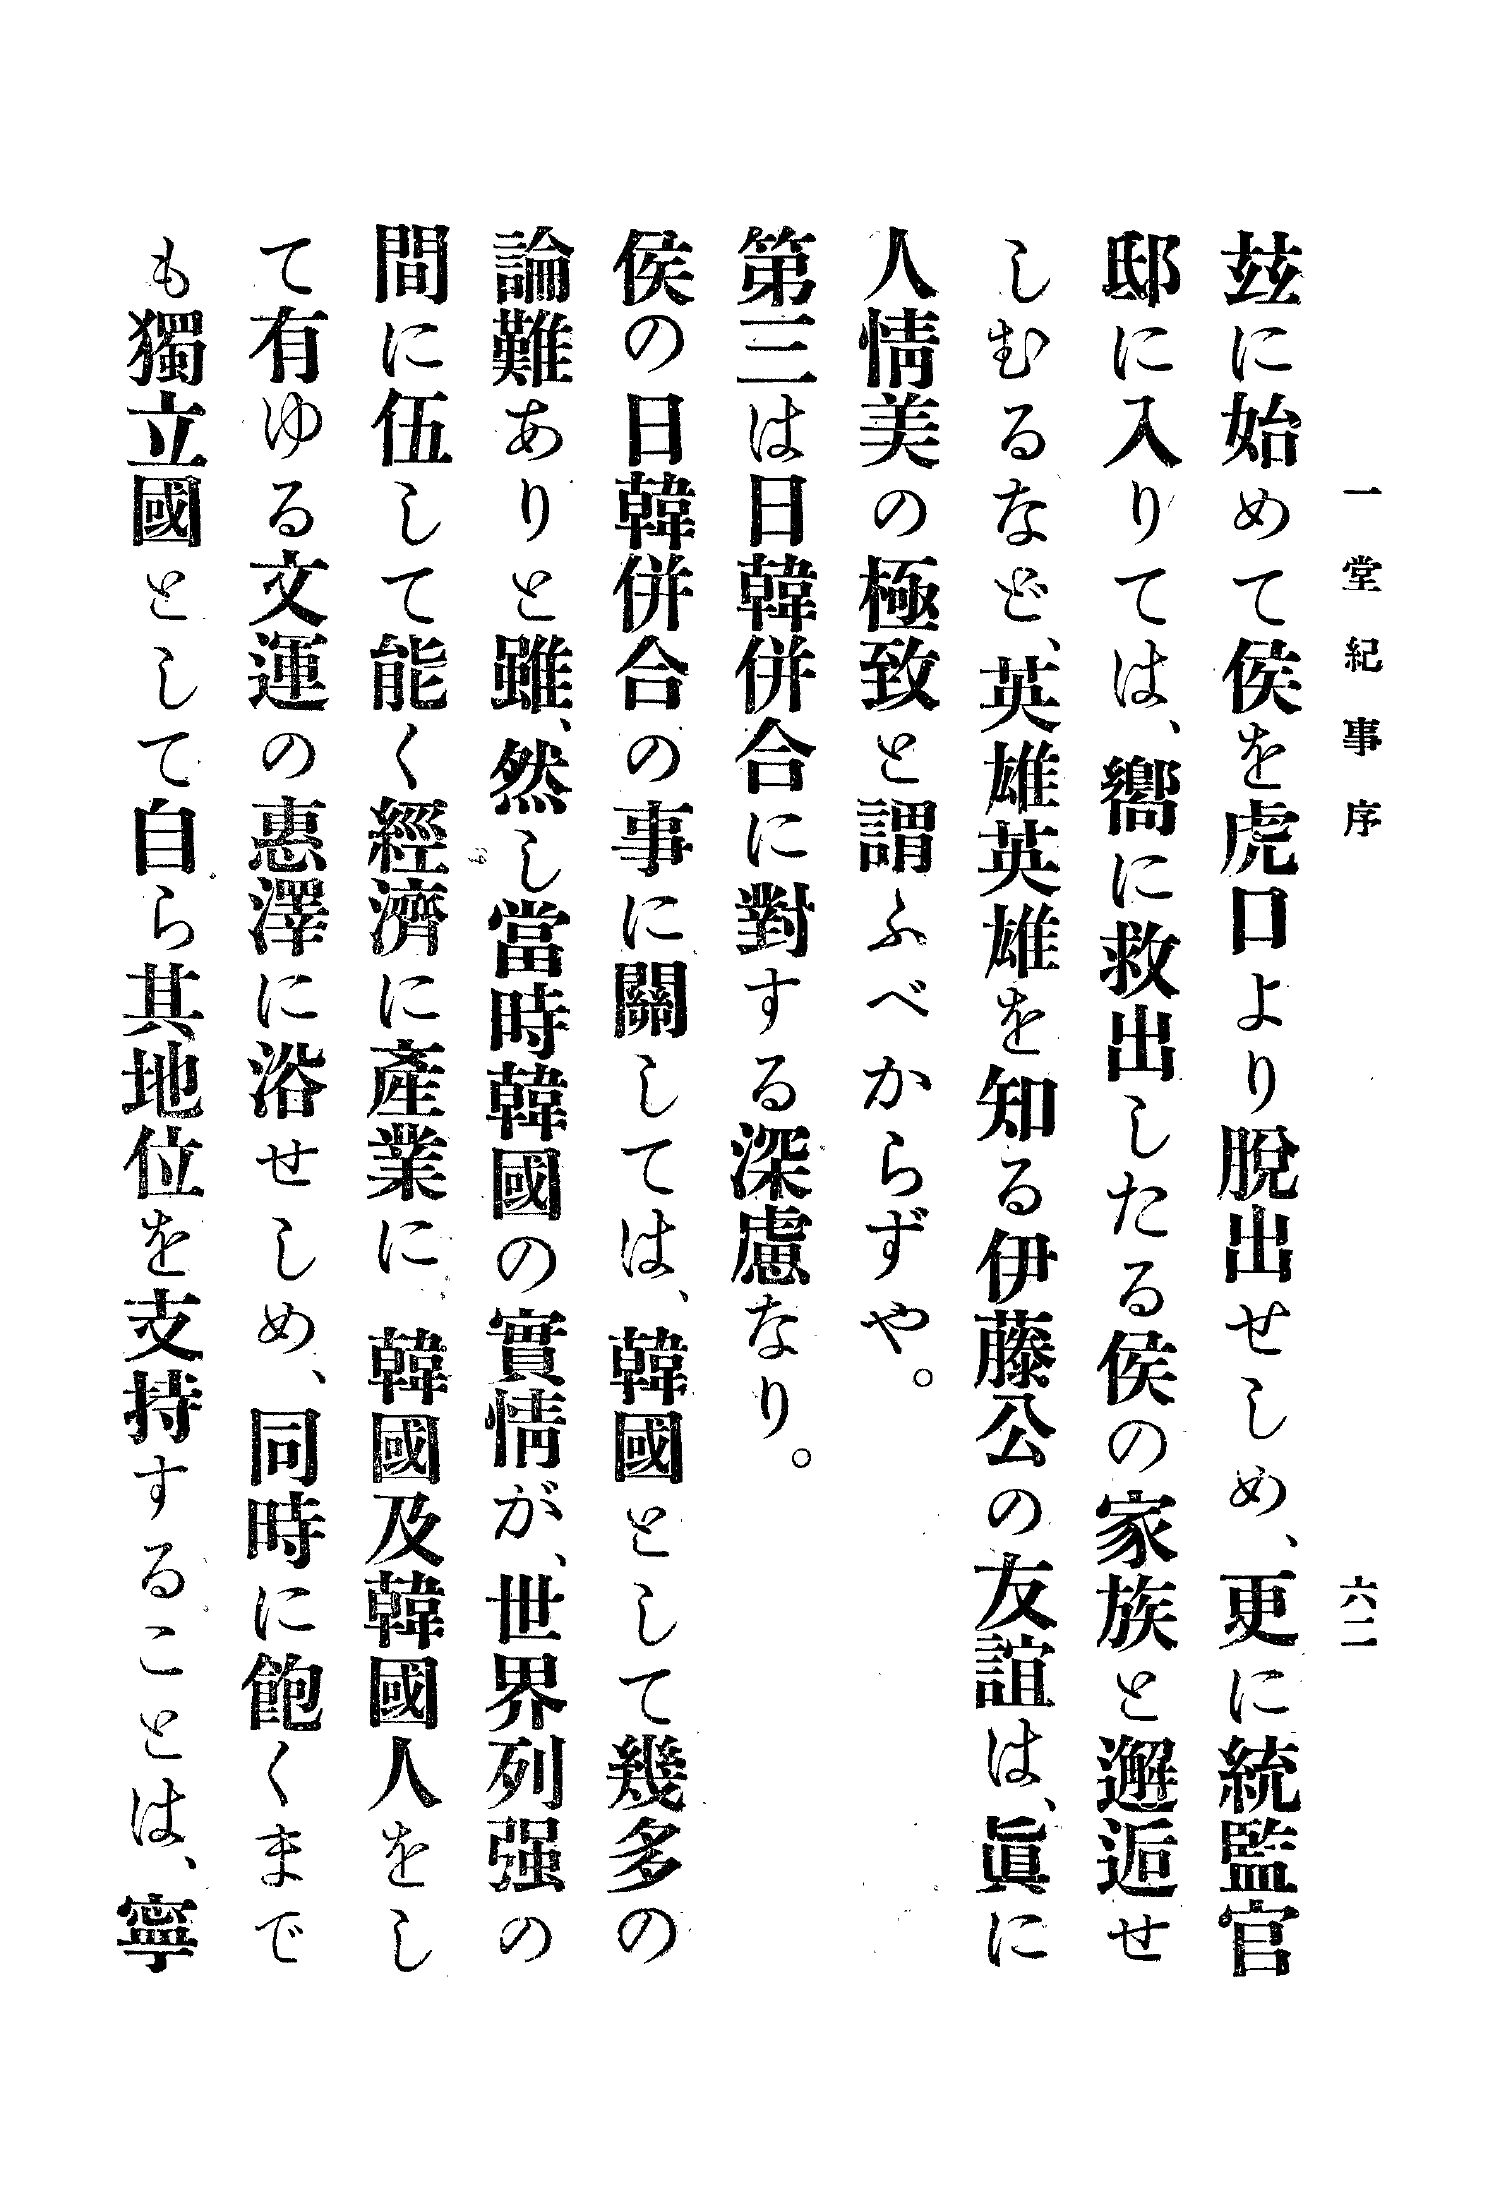 一堂紀事序
六二
玆に始めて侯を虎口より脫出せしめ、更に統監官
邸に入りては、嚮に救出したる侯の家族と邂逅せ
しむるなど、英雄英雄を知る伊藤公の友誼は、眞に
人情美の極致と謂ふべからずや。
第三は日韓併合に對する深慮なり。
侯の日韓併合の事に關しては、韓國として幾多の
論難ありと雖、然し當時韓國の實情が、世界列强の
間に伍して能く經濟に產業に、韓國及韓國人をし
て有ゆる文運の惠澤に浴せしめ、同時に飽くまで
も獨立國として自ら其地位を支持することは、寧